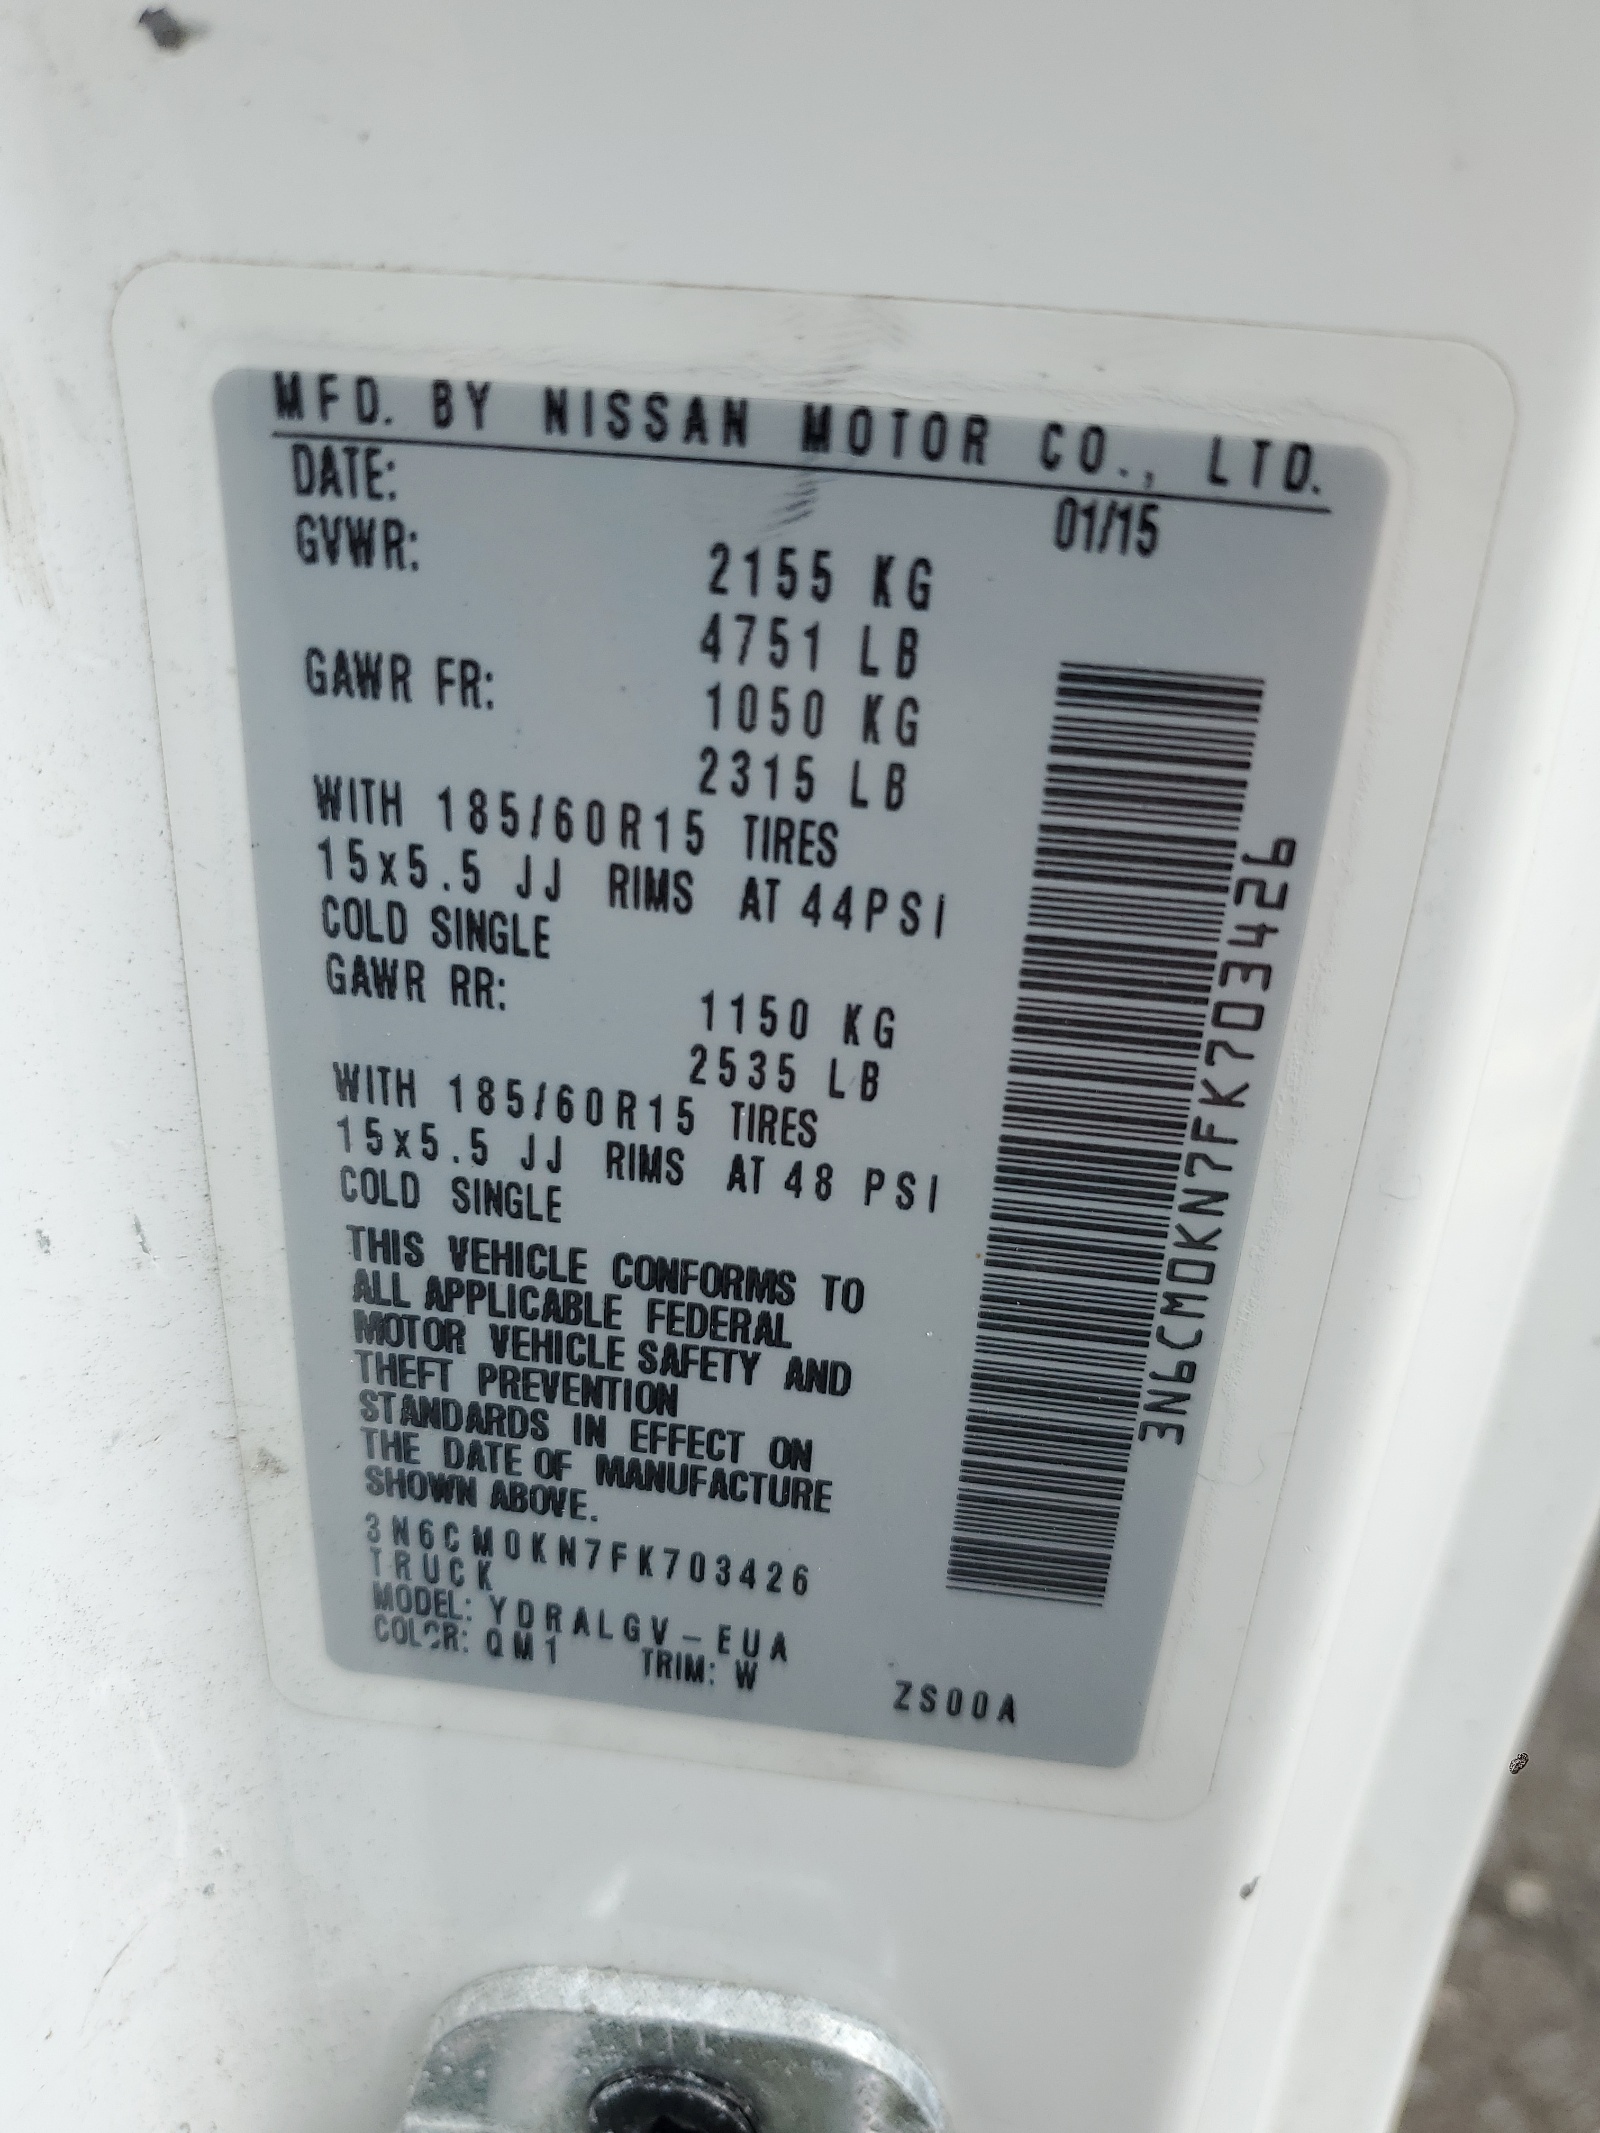 MFD. BY NISSAN MOTOR CO., LTD.
DATE: 01/15
GVWR: 2155 KG
4751 LB
GAWR FR: 1050 KG
2315 LB
WITH 185/60R15 TIRES
15x5.5 JJ RIMS AT 44PSI
COLD SINGLE
GAWR RR: 1150 KG
2535 LB
WITH 185/60R15 TIRES
15x5.5 JJ RIMS AT 48 PSI
COLD SINGLE
THIS VEHICLE CONFORMS TO
ALL APPLICABLE FEDERAL
MOTOR VEHICLE SAFETY AND
THEFT PREVENTION
STANDARDS IN EFFECT ON
THE DATE OF MANUFACTURE
SHOWN ABOVE.
3N6CM0KN7FK703426
TRUCK
MODEL: YDRALGV-EUA
COLOR: QM1 TRIM: W ZS00A
3N6CM0KN7FK703426